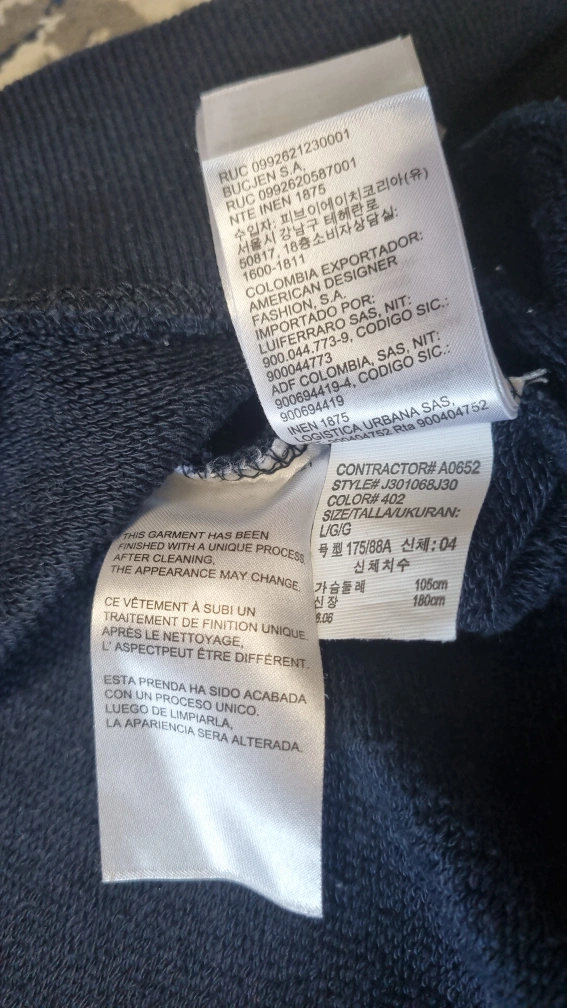 RUC 0992621230001
BUCJEN S.A.
RUC 0992620587001
NTE INEN 1875
수입자: 피브이에이치코리아(유)
서울시 강남구 테헤란로
50817, 18층소비자상담실:
1600-1811
COLOMBIA EXPORTADOR:
AMERICAN DESIGNER
FASHION, S.A.
IMPORTADO POR:
LUIFERRARO SAS, NIT:
900.044.773-9, CODIGO SIC.:
900044773
ADF COLOMBIA, SAS, NIT:
900694419-4, CODIGO SIC.:
900694419
INEN 1875
LOGISTICA URBANA SAS,
900404752 Rta 900404752
CONTRACTOR# A0652
STYLE# J301068J30
COLOR# 402
SIZE/TALLA/UKURAN:
L/G/G
号 型 175/88A 신체: 04
신체치수
가슴둘레 105cm
신장 180cm
6.06
THIS GARMENT HAS BEEN
FINISHED WITH A UNIQUE PROCESS
AFTER CLEANING,
THE APPEARANCE MAY CHANGE.
CE VÊTEMENT À SUBI UN
TRAITEMENT DE FINITION UNIQUE.
APRÈS LE NETTOYAGE,
L' ASPECTPEUT ÊTRE DIFFÉRENT.
ESTA PRENDA HA SIDO ACABADA
CON UN PROCESO UNICO.
LUEGO DE LIMPIARLA,
LA APARIENCIA SERA ALTERADA.